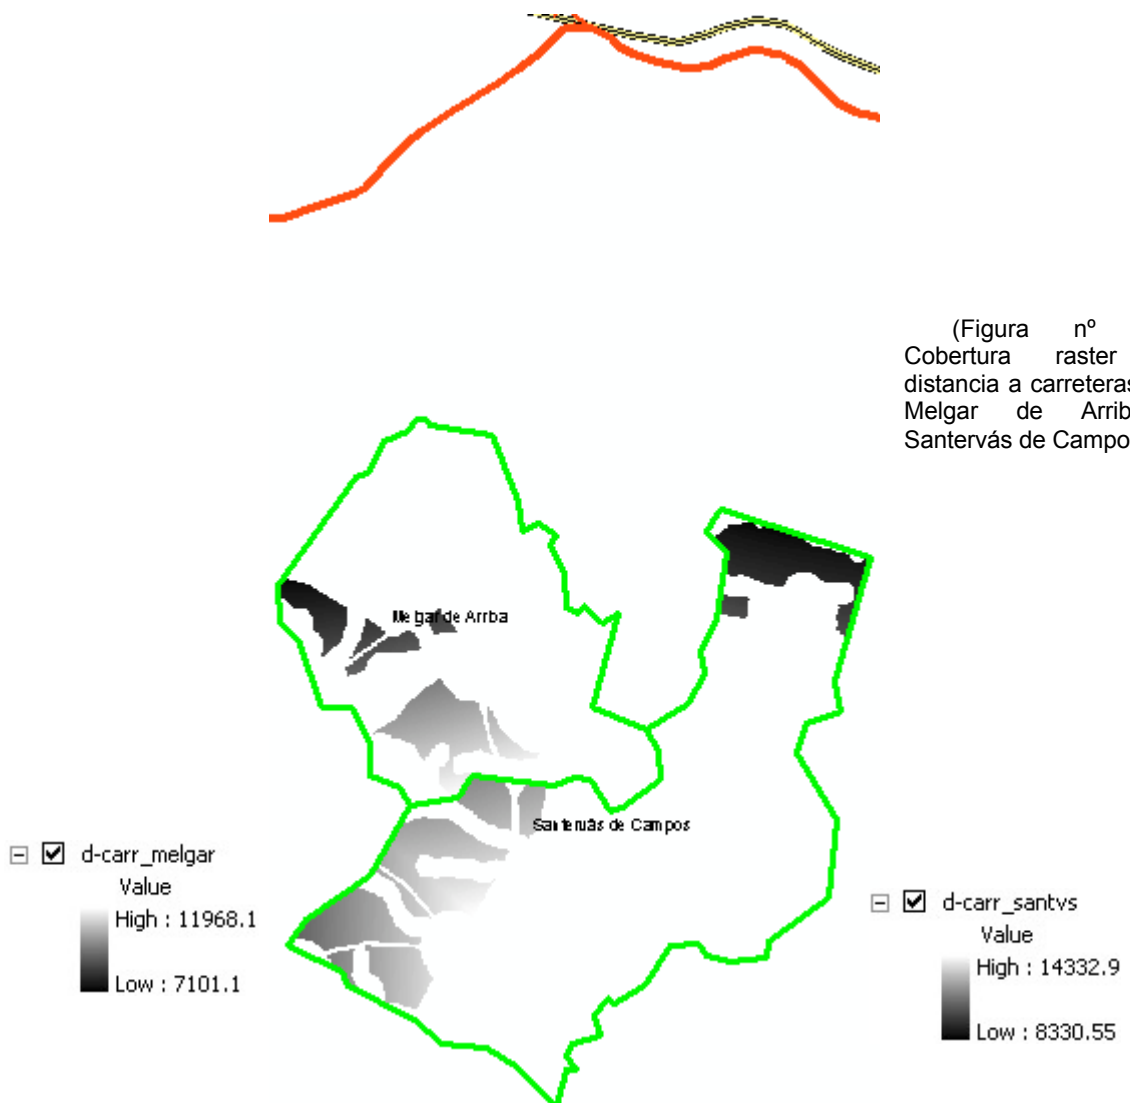 (Figura nº
Cobertura raster
distancia a carreteras
Melgar de Arrib
Santervás de Campo
Melgar de Arriba
Santervás de Campos
d-carr_melgar
Value
High : 11968.1
Low : 7101.1
d-carr_santvs
Value
High : 14332.9
Low : 8330.55